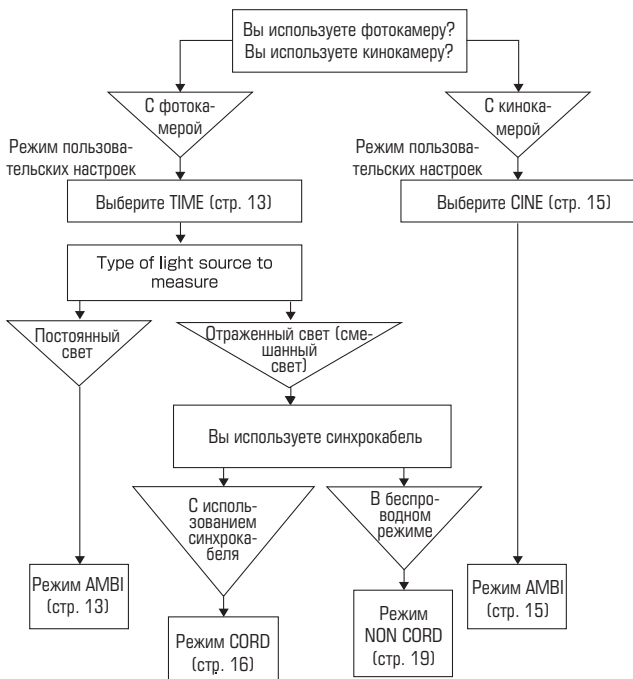 Вы используете фотокамеру?
Вы используете кинокамеру?
С фотока-
мерой
С кинока-
мерой
Режим пользова-
тельских настроек
Режим пользова-
тельских настроек
Выберите TIME (стр. 13)
Выберите CINE (стр. 15)
Type of light source to
measure
Постоянный
свет
Отраженный свет (сме-
шанный
свет)
Вы используете синхрокабель
С исполь-
зованием
синхрока-
беля
В беспро-
водном
режиме
Режим AMBI
(стр. 13)
Режим CORD
(стр. 16)
Режим
NON CORD
(стр. 19)
Режим AMBI
(стр. 15)